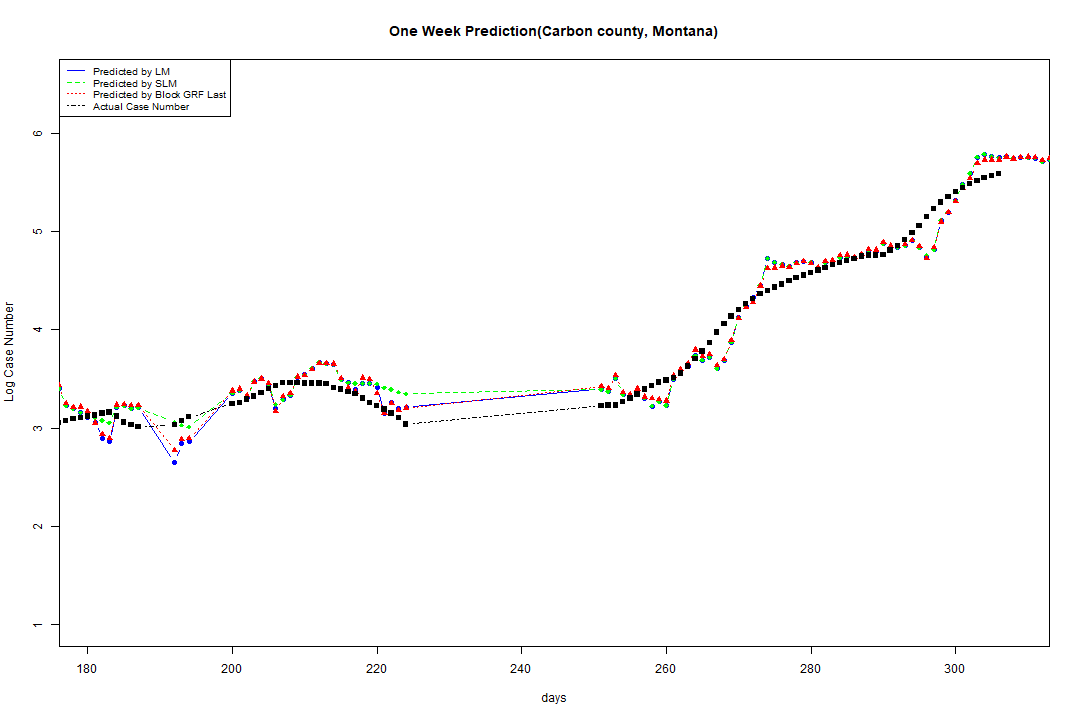 One Week Prediction(Carbon county, Montana)
Predicted by LM
Predicted by SLM
Predicted by Block GRF Last
Actual Case Number
Log Case Number
6
5
4
3
2
1
180 200 220 240 260 280 300
days